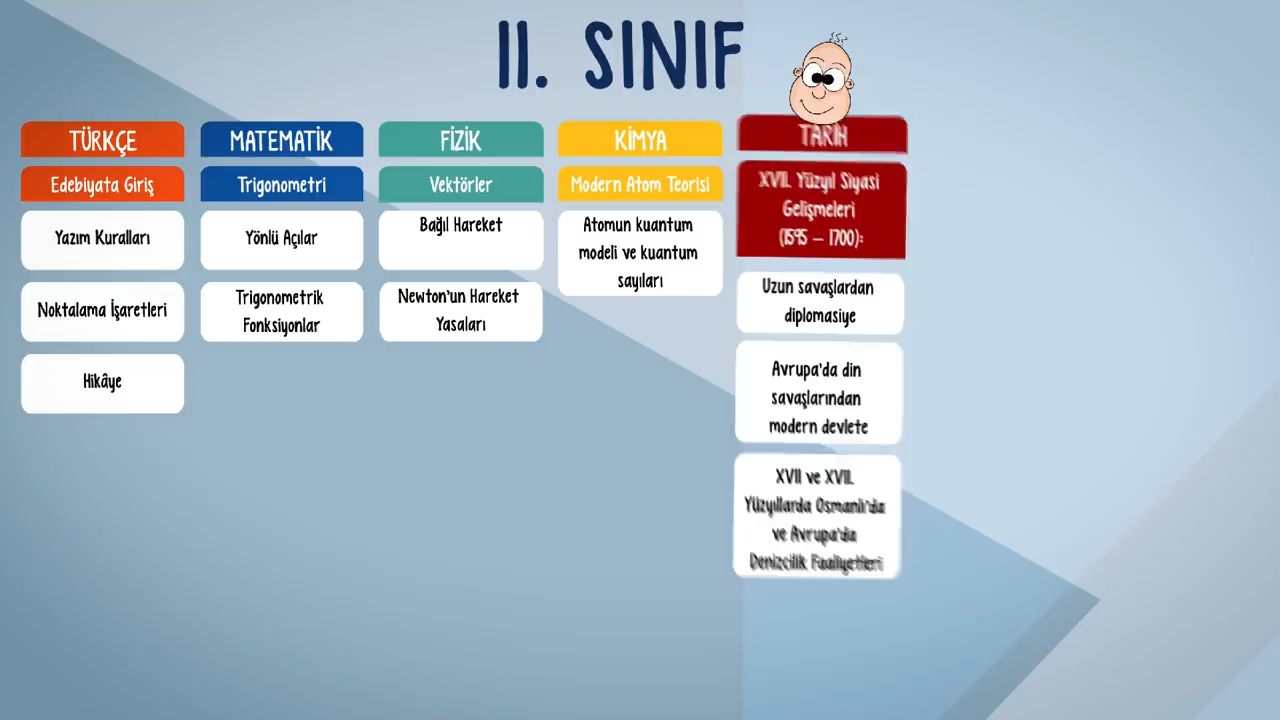 II. SINIF
TÜRKÇE
Edebiyata Giriş
Yazım Kuralları
Noktalama İşaretleri
Hikâye
MATEMATİK
Trigonometri
Yönlü Açılar
Trigonometrik
Fonksiyonlar
FİZİK
Vektörler
Bağıl Hareket
Newton'un Hareket
Yasaları
KİMYA
Modern Atom Teorisi
Atomun kuantum
modeli ve kuantum
sayıları
TARİH
XVII. Yüzyıl Siyasi
Gelişmeleri
(1595 – 1700):
Uzun savaşlardan
diplomasiye
Avrupa'da din
savaşlarından
modern devlete
XVII ve XVII.
Yüzyıllarda Osmanlı'da
ve Avrupa'da
Denizcilik Faaliyetleri